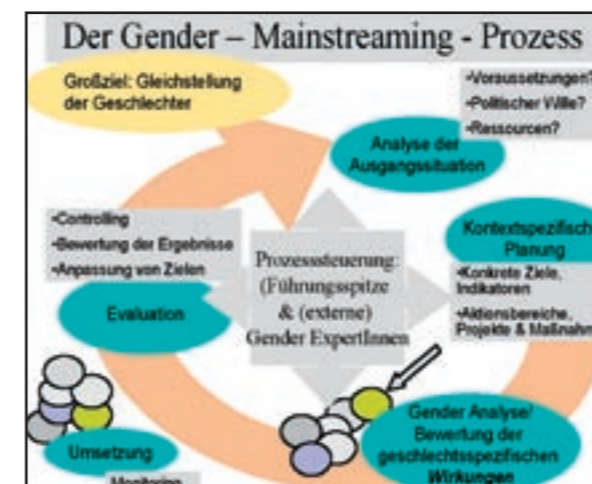 Der Gender – Mainstreaming - Prozess
Großziel: Gleichstellung
der Geschlechter
•Voraussetzungen?
•Politischer Wille?
•Ressourcen?
Analyse der
Ausgangssituation
•Controlling
•Bewertung der Ergebnisse
•Anpassung von Zielen
Evaluation
Prozesssteuerung:
(Führungsspitze
& (externe)
Gender ExpertInnen
Kontextspezifisch
Planung
•Konkrete Ziele,
Indikatoren
•Aktionsbereiche,
Projekte & Maßnahm
Gender Analyse/
Bewertung der
geschlechtsspezifischen
Wirkungen
Umsetzung
Monitoring